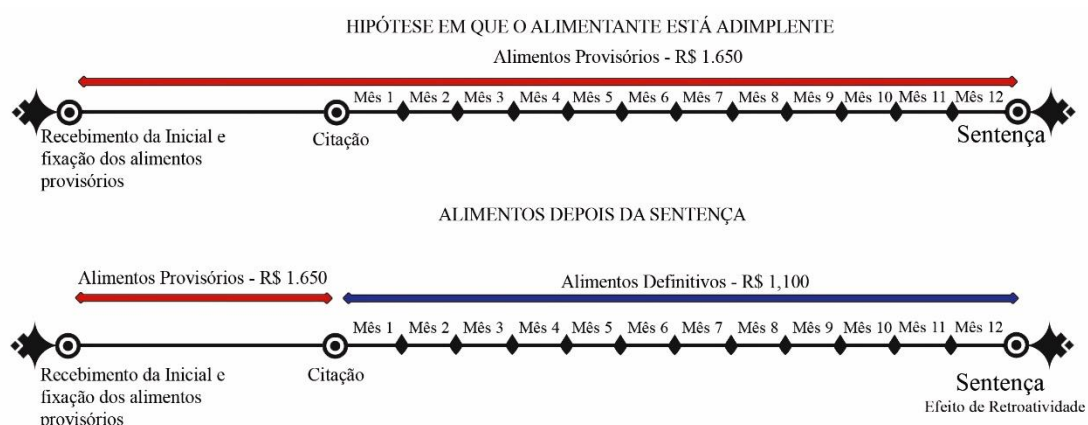 HIPÓTESE EM QUE O ALIMENTANTE ESTÁ ADIMPLENTE
Alimentos Provisórios - R$ 1.650
Mês 1 Mês 2 Mês 3 Mês 4 Mês 5 Mês 6 Mês 7 Mês 8 Mês 9 Mês 10 Mês 11 Mês 12
Recebimento da Inicial e
fixação dos alimentos
provisórios
Citação
Sentença
ALIMENTOS DEPOIS DA SENTENÇA
Alimentos Provisórios - R$ 1.650
Alimentos Definitivos - R$ 1,100
Mês 1 Mês 2 Mês 3 Mês 4 Mês 5 Mês 6 Mês 7 Mês 8 Mês 9 Mês 10 Mês 11 Mês 12
Recebimento da Inicial e
fixação dos alimentos
provisórios
Citação
Sentença
Efeito de Retroatividade